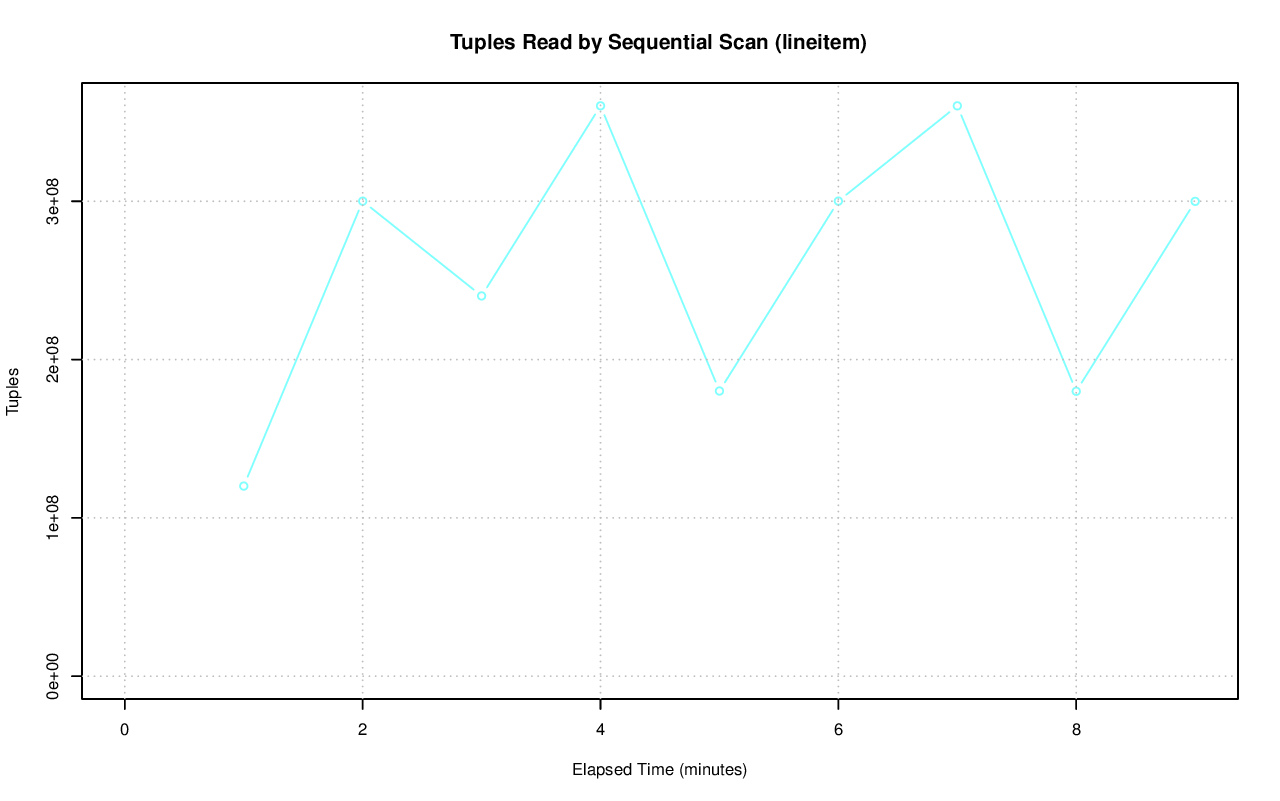 Tuples Read by Sequential Scan (lineitem)
Tuples
3e+08
2e+08
1e+08
0e+00
0 2 4 6 8
Elapsed Time (minutes)